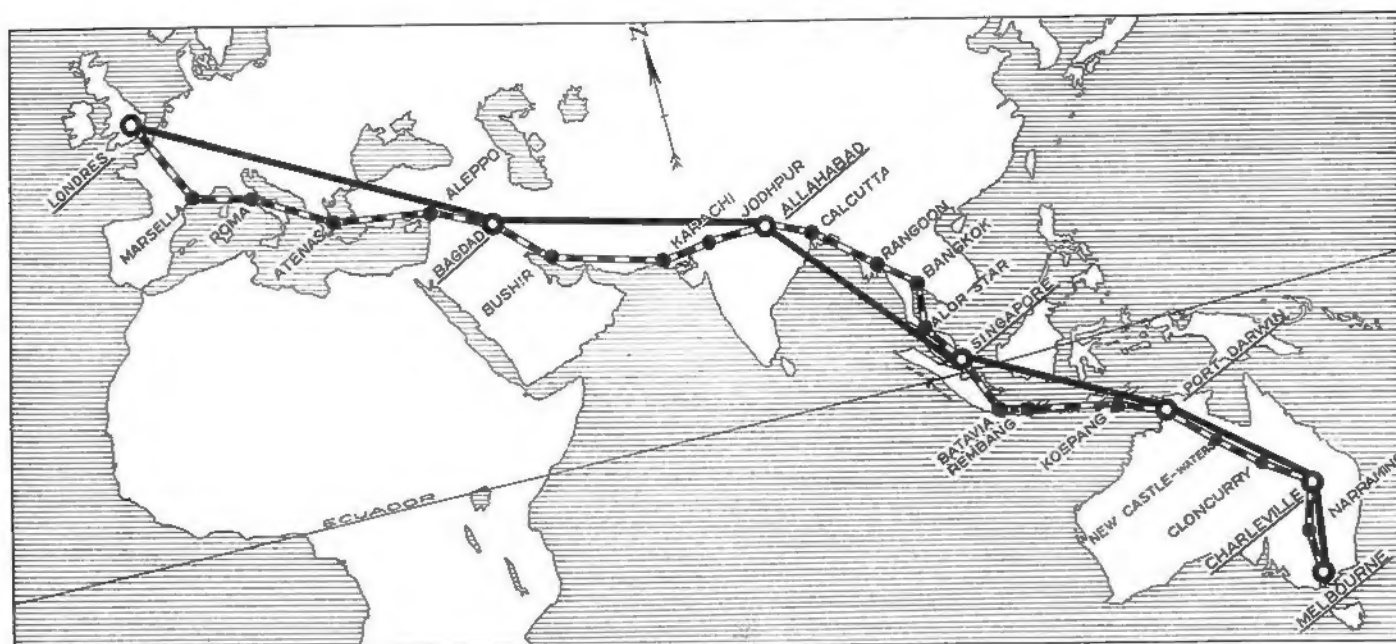 N
LONDRES
MARSELLA
ROMA
ATENAS
ALEPPO
BAGDAD
BUSHIR
KARACHI
JODHPUR
ALLAHABAD
CALCUTTA
RANGOON
BANGKOK
ALOR-STAR
SINGAPORE
BATAVIA
REMBANG
KOEPANG
PORT-DARWIN
NEW CASTLE-WATERS
CLONCURRY
CHARLEVILLE
NARRAMINE
MELBOURNE
ECUADOR